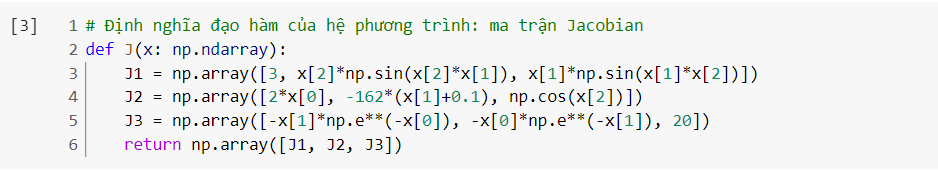 [3] 1 # Định nghĩa đạo hàm của hệ phương trình: ma trận Jacobian
2 def J(x: np.ndarray):
3 J1 = np.array([3, x[2]*np.sin(x[2]*x[1]), x[1]*np.sin(x[1]*x[2])])
4 J2 = np.array([2*x[0], -162*(x[1]+0.1), np.cos(x[2])])
5 J3 = np.array([-x[1]*np.e**(-x[0]), -x[0]*np.e**(-x[1]), 20])
6 return np.array([J1, J2, J3])